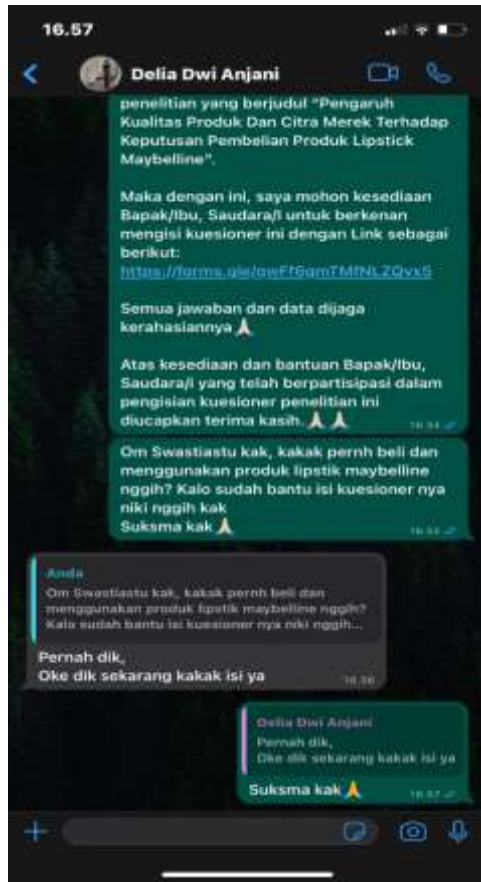 16.57
Delia Dwi Anjani
penelitian yang berjudul "Pengaruh
Kualitas Produk Dan Citra Merek Terhadap
Keputusan Pembelian Produk Lipstick
Maybelline".
Maka dengan ini, saya mohon kesediaan
Bapak/Ibu, Saudara/I untuk berkenan
mengisi kuesioner ini dengan Link sebagai
berikut:
Semua jawaban dan data dijaga
kerahasiannya 🙏
Atas kesediaan dan bantuan Bapak/Ibu,
Saudara/i yang telah berpartisipasi dalam
pengisian kuesioner penelitian ini
diucapkan terima kasih. 🙏 🙏
Om Swastiastu kak, kakak pernh beli dan
menggunakan produk lipstik maybelline
nggih? Kalo sudah bantu isi kuesioner nya
niki nggih kak
Suksma kak 🙏
Anda
Om Swastiastu kak, kakak pernh beli dan
menggunakan produk lipstik maybelline nggih?
Kalo sudah bantu isi kuesioner nya niki nggih...
Pernah dik,
Oke dik sekarang kakak isi ya
16.56
Delia Dwi Anjani
Pernah dik,
Oke dik sekarang kakak isi ya
Suksma kak 🙏
16.57